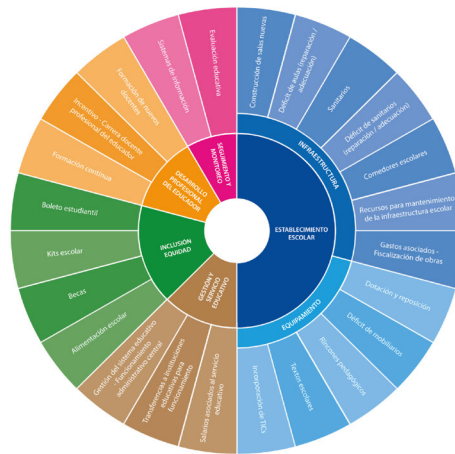 Construcción de salas nuevas
Déficit de aulas (reparación /
adecuación)
Sanitarios
Déficit de sanitarios
(reparación / adecuación)
Comedores escolares
Recursos para mantenimiento
de la infraestructura escolar
Gastos asociados -
Fiscalización de obras
Dotación y reposición
Déficit de mobiliarios
Rincones pedagógicos
Textos escolares
Incorporación de TICs
Salarios asociados al servicio
educativo
Transferencias a instituciones
educativas para
funcionamiento
Gestión del sistema educativo
- Funcionamiento
administrativo central
Alimentación escolar
Becas
Kits escolar
Boleto estudiantil
Formación continua
Incentivo - Carrera docente
profesional del educador
Formación de nuevos
docentes
Sistemas de información
Evaluación educativa
INFRAESTRUCTURA
EQUIPAMIENTO
ESTABLECIMIENTO
ESCOLAR
GESTIÓN Y
SERVICIO
EDUCATIVO
INCLUSIÓN
EQUIDAD
DESARROLLO
PROFESIONAL
DEL EDUCADOR
SEGUIMIENTO Y
MONITOREO